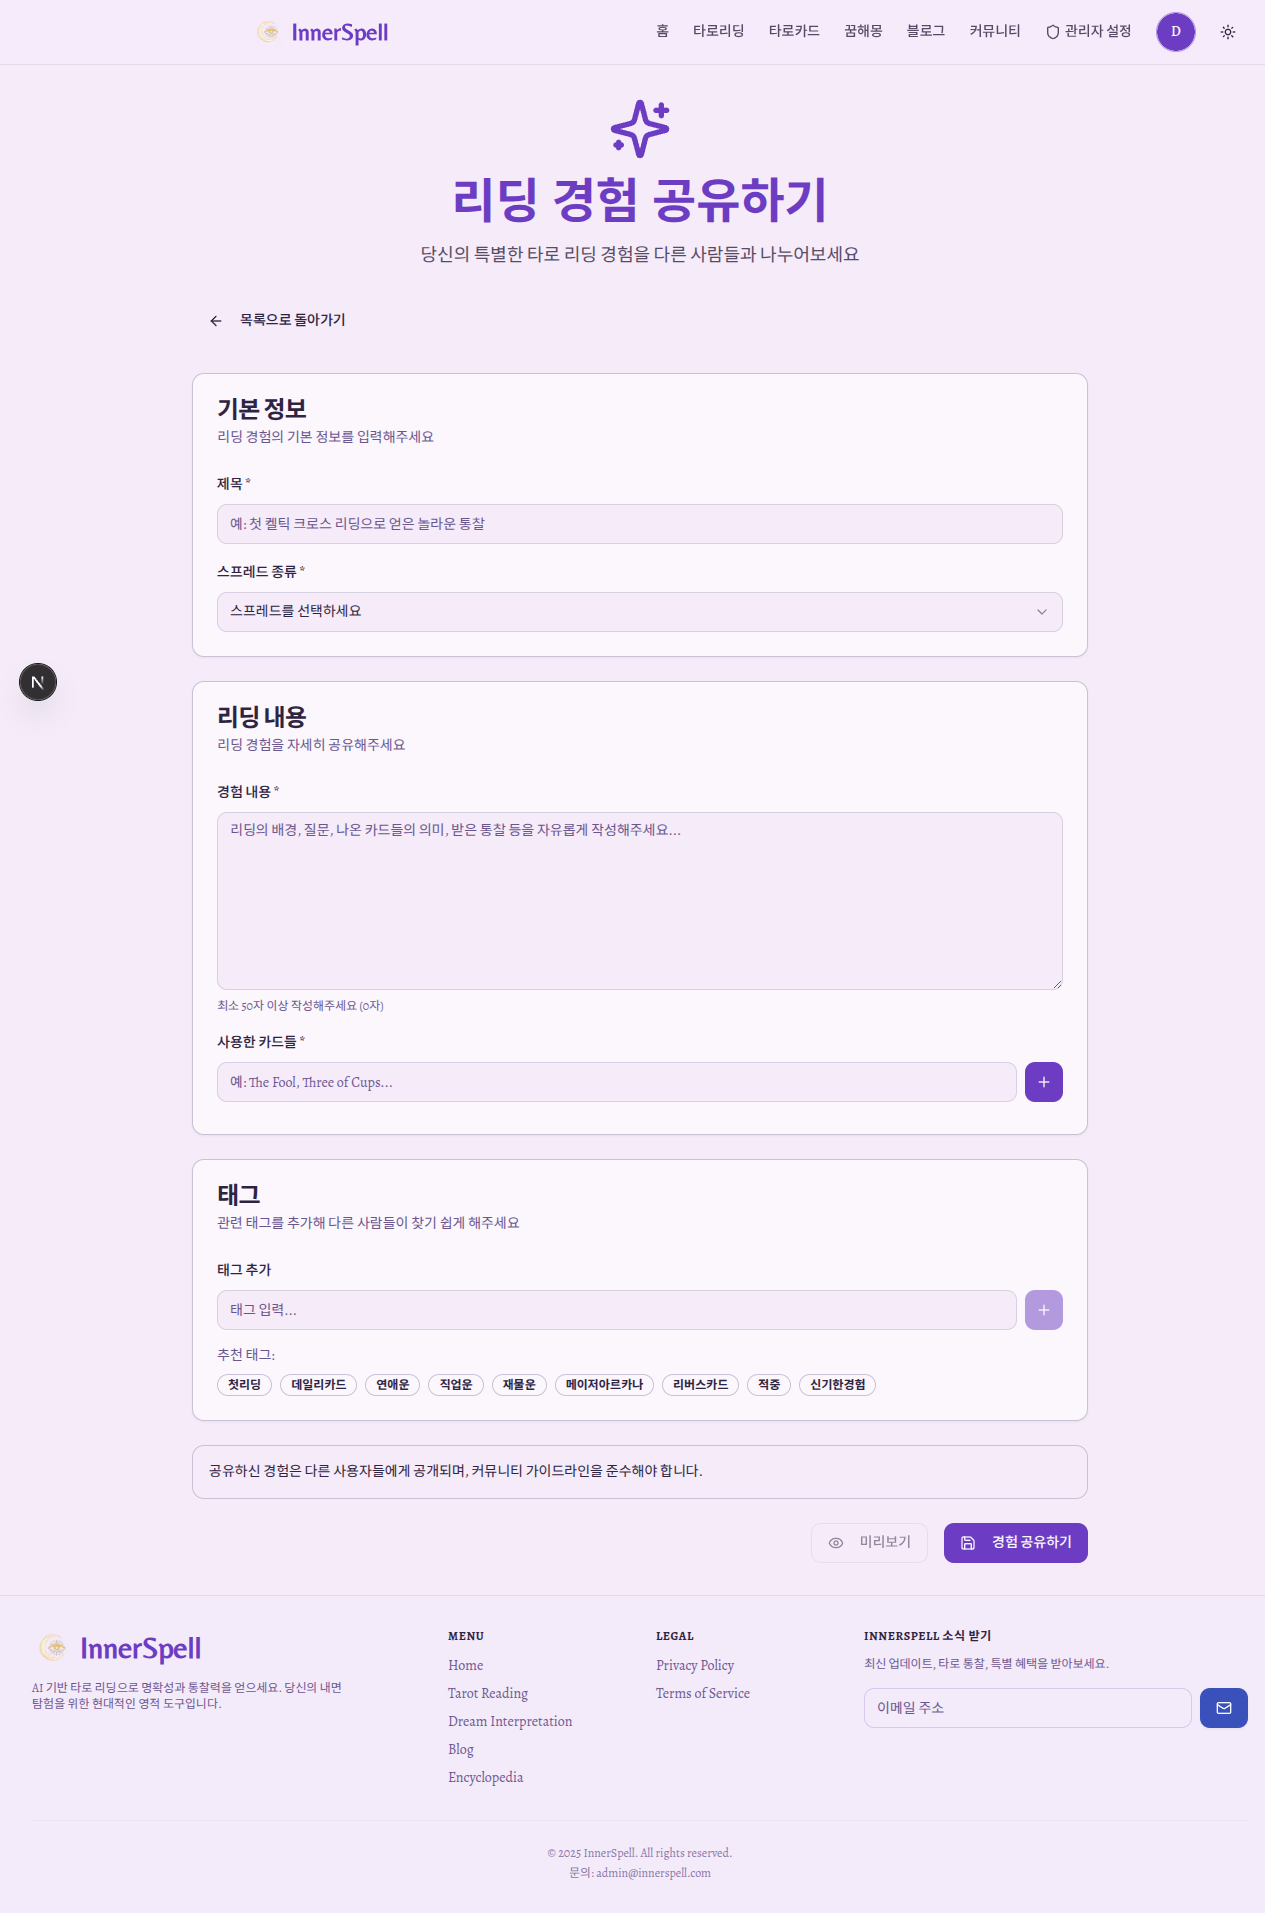 InnerSpell
홈 타로리딩 타로카드 꿈해몽 블로그 커뮤니티 관리자 설정 D
리딩 경험 공유하기
당신의 특별한 타로 리딩 경험을 다른 사람들과 나누어보세요
목록으로 돌아가기
기본 정보
리딩 경험의 기본 정보를 입력해주세요
제목 *
예: 첫 켈틱 크로스 리딩으로 얻은 놀라운 통찰
스프레드 종류 *
스프레드를 선택하세요
N
리딩 내용
리딩 경험을 자세히 공유해주세요
경험 내용 *
리딩의 배경, 질문, 나온 카드들의 의미, 받은 통찰 등을 자유롭게 작성해주세요...
최소 50자 이상 작성해주세요 (0자)
사용한 카드들 *
예: The Fool, Three of Cups...
태그
관련 태그를 추가해 다른 사람들이 찾기 쉽게 해주세요
태그 추가
태그 입력...
추천 태그:
첫리딩 데일리카드 연애운 직업운 재물운 메이저아르카나 리버스카드 적중 신기한경험
공유하신 경험은 다른 사용자들에게 공개되며, 커뮤니티 가이드라인을 준수해야 합니다.
미리보기 경험 공유하기
InnerSpell
AI 기반 타로 리딩으로 명확성과 통찰력을 얻으세요. 당신의 내면
탐험을 위한 현대적인 영적 도구입니다.
MENU
Home
Tarot Reading
Dream Interpretation
Blog
Encyclopedia
LEGAL
Privacy Policy
Terms of Service
INNERSPELL 소식 받기
최신 업데이트, 타로 통찰, 특별 혜택을 받아보세요.
이메일 주소
© 2025 InnerSpell. All rights reserved.
문의: admin@innerspell.com